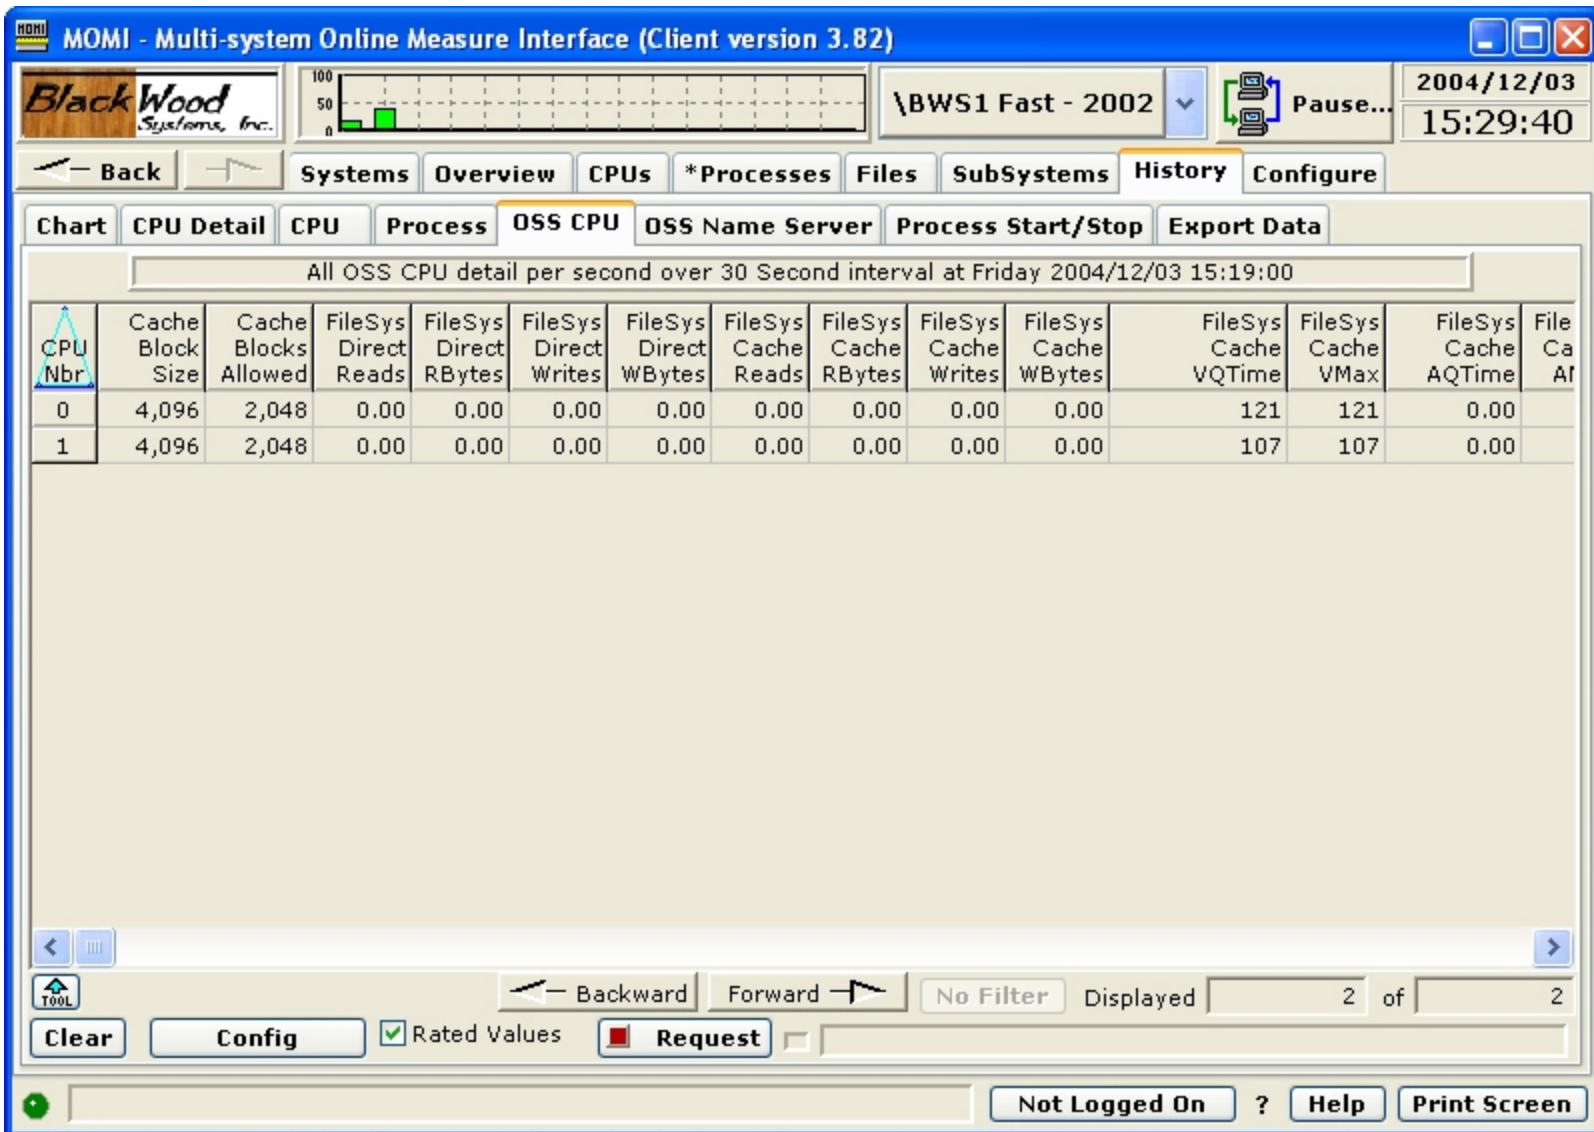 MOMI - Multi-system Online Measure Interface (Client version 3.82)
BlackWood
Systems, Inc.
100
50
0
\BWS1 Fast - 2002
Pause...
2004/12/03
15:29:40
Back
Systems Overview CPUs *Processes Files SubSystems History Configure
Chart CPU Detail CPU Process OSS CPU OSS Name Server Process Start/Stop Export Data
All OSS CPU detail per second over 30 Second interval at Friday 2004/12/03 15:19:00
Cache Cache FileSys FileSys FileSys FileSys FileSys FileSys FileSys FileSys FileSys FileSys FileSys File
CPU Block Blocks Direct Direct Direct Direct Cache Cache Cache Cache Cache Cache Cache Ca
Nbr Size Allowed Reads RBytes Writes WBytes Reads RBytes Writes WBytes VQTime VMax AQTime
0 4,096 2,048 0.00 0.00 0.00 0.00 0.00 0.00 0.00 0.00 121 121 0.00
1 4,096 2,048 0.00 0.00 0.00 0.00 0.00 0.00 0.00 0.00 107 107 0.00
TOOL
Backward Forward No Filter Displayed 2 of 2
Clear Config Rated Values Request
Not Logged On ? Help Print Screen